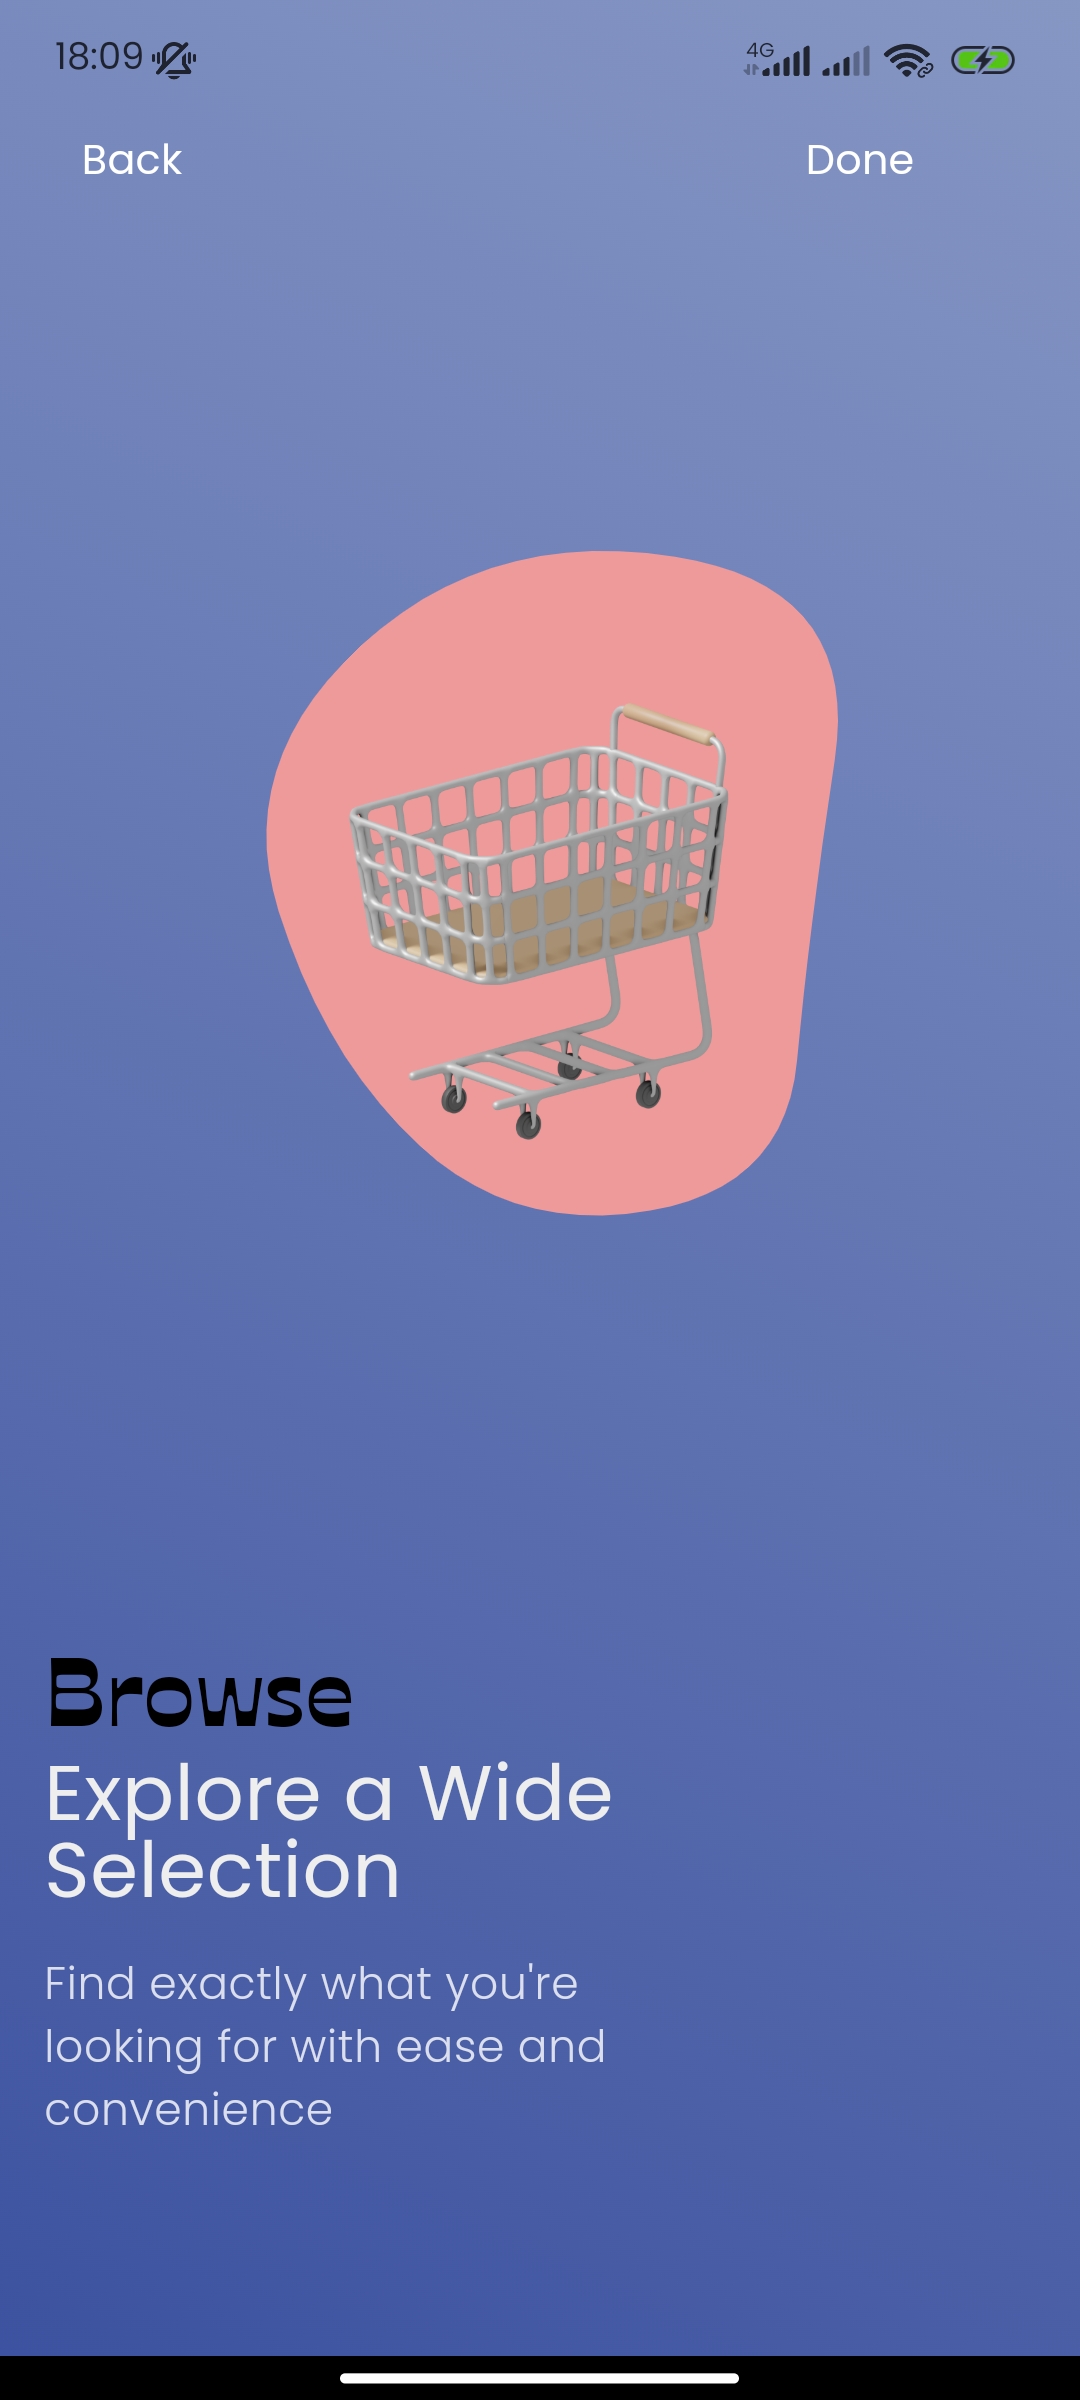 18:09
4G
Back
Done
Browse
Explore a Wide
Selection
Find exactly what you're
looking for with ease and
convenience